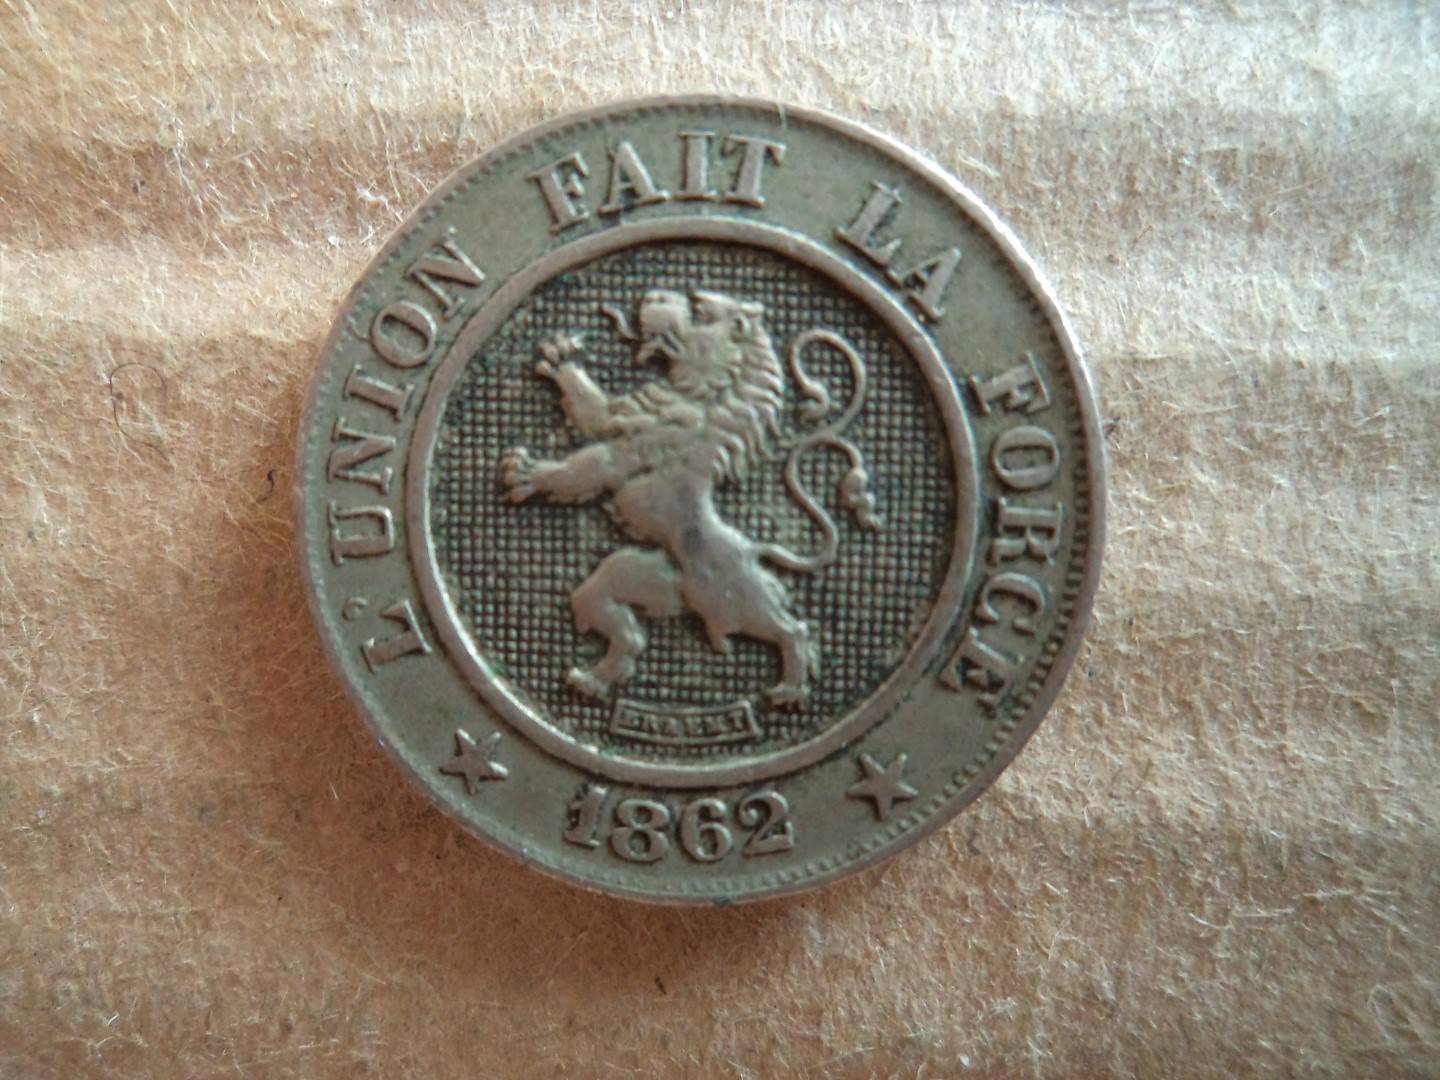 L'UNION FAIT LA FORCE
1862